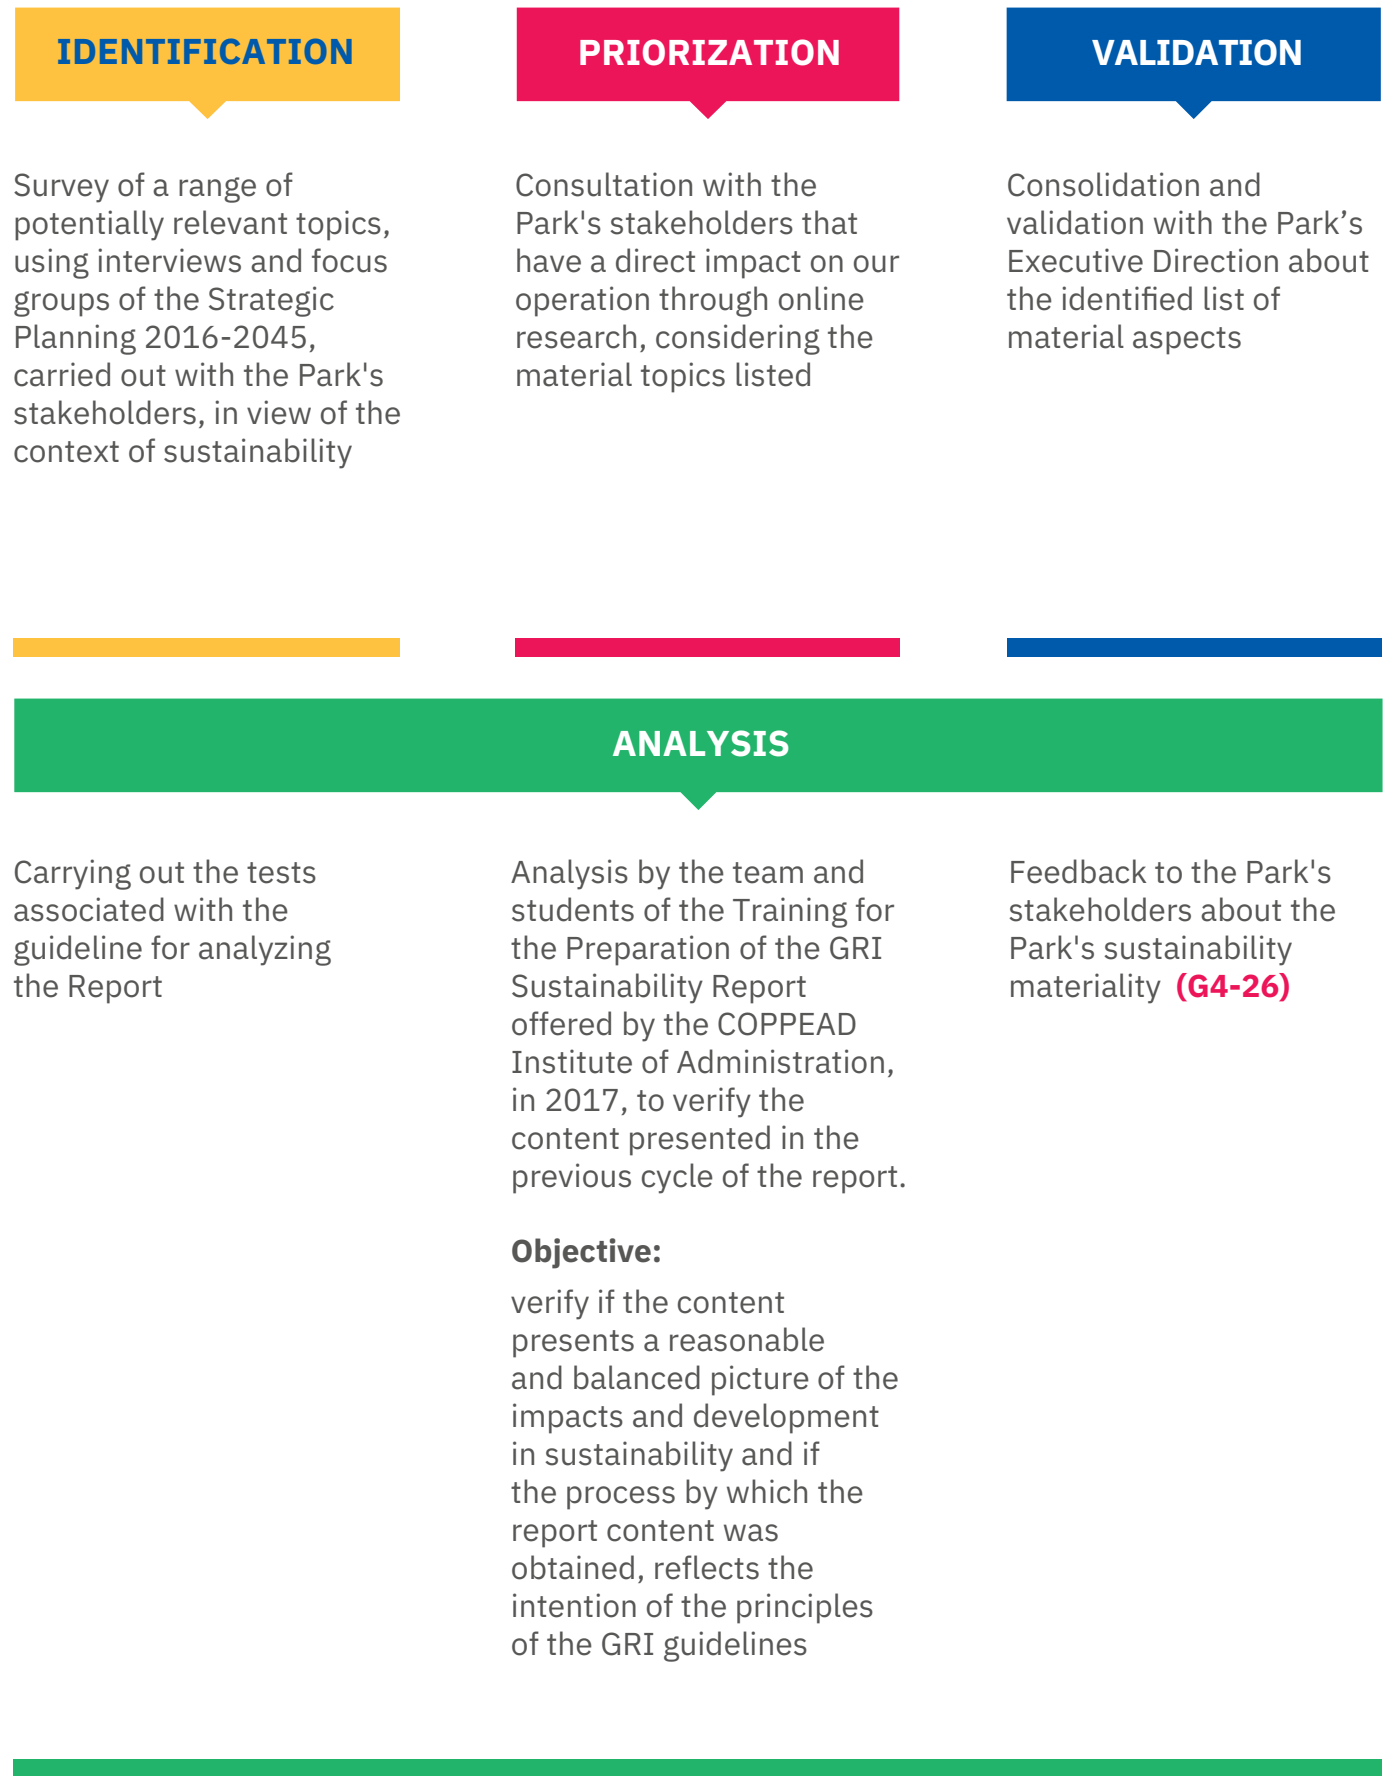 IDENTIFICATION
Survey of a range of
potentially relevant topics,
using interviews and focus
groups of the Strategic
Planning 2016-2045,
carried out with the Park's
stakeholders, in view of the
context of sustainability
PRIORIZATION
Consultation with the
Park's stakeholders that
have a direct impact on our
operation through online
research, considering the
material topics listed
VALIDATION
Consolidation and
validation with the Park’s
Executive Direction about
the identified list of
material aspects
ANALYSIS
Carrying out the tests
associated with the
guideline for analyzing
the Report
Analysis by the team and
students of the Training for
the Preparation of the GRI
Sustainability Report
offered by the COPPEAD
Institute of Administration,
in 2017, to verify the
content presented in the
previous cycle of the report.
Objective:
verify if the content
presents a reasonable
and balanced picture of the
impacts and development
in sustainability and if
the process by which the
report content was
obtained, reflects the
intention of the principles
of the GRI guidelines
Feedback to the Park's
stakeholders about the
Park's sustainability
materiality (G4-26)